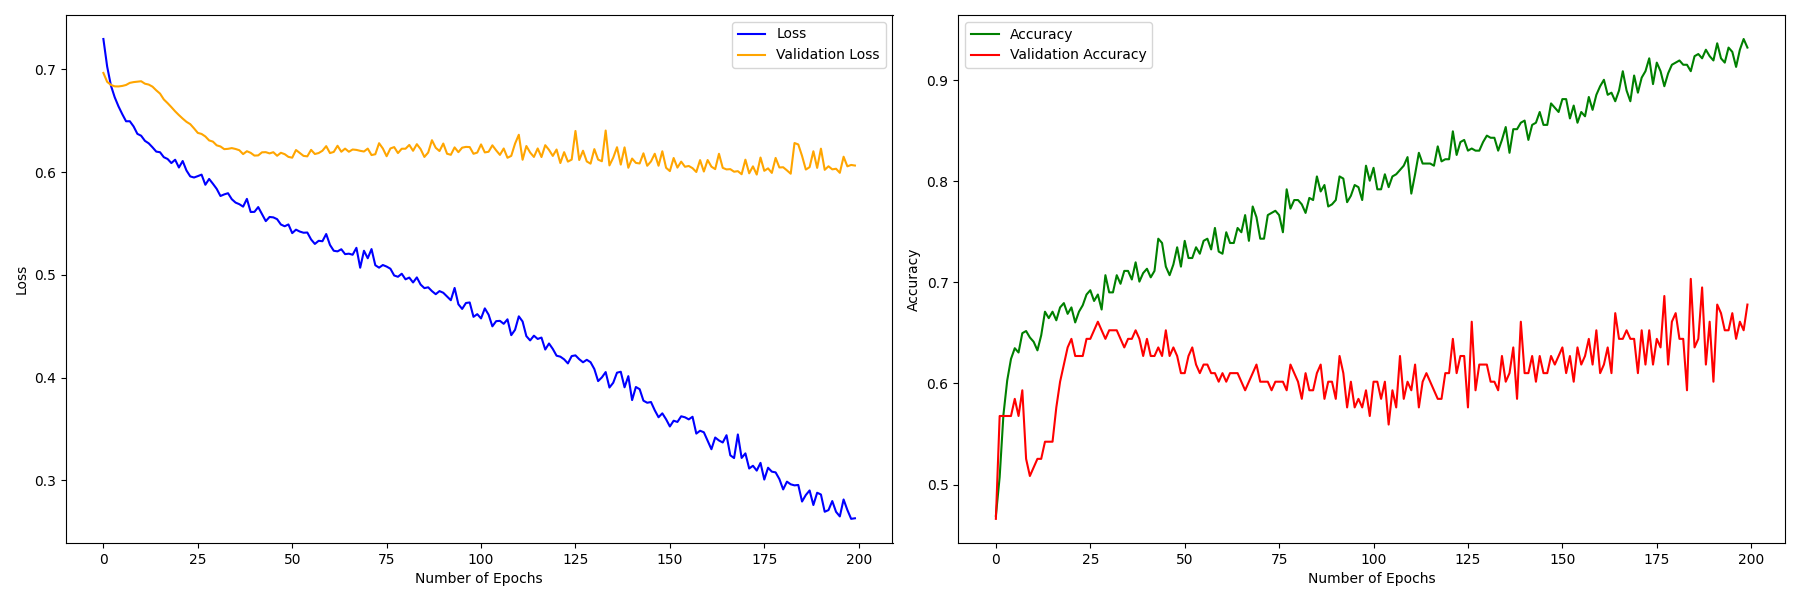 Loss
Validation Loss
0.7
0.6
0.5
0.4
0.3
Loss
0 25 50 75 100 125 150 175 200
Number of Epochs
Accuracy
Validation Accuracy
0.9
0.8
0.7
0.6
0.5
Accuracy
0 25 50 75 100 125 150 175 200
Number of Epochs